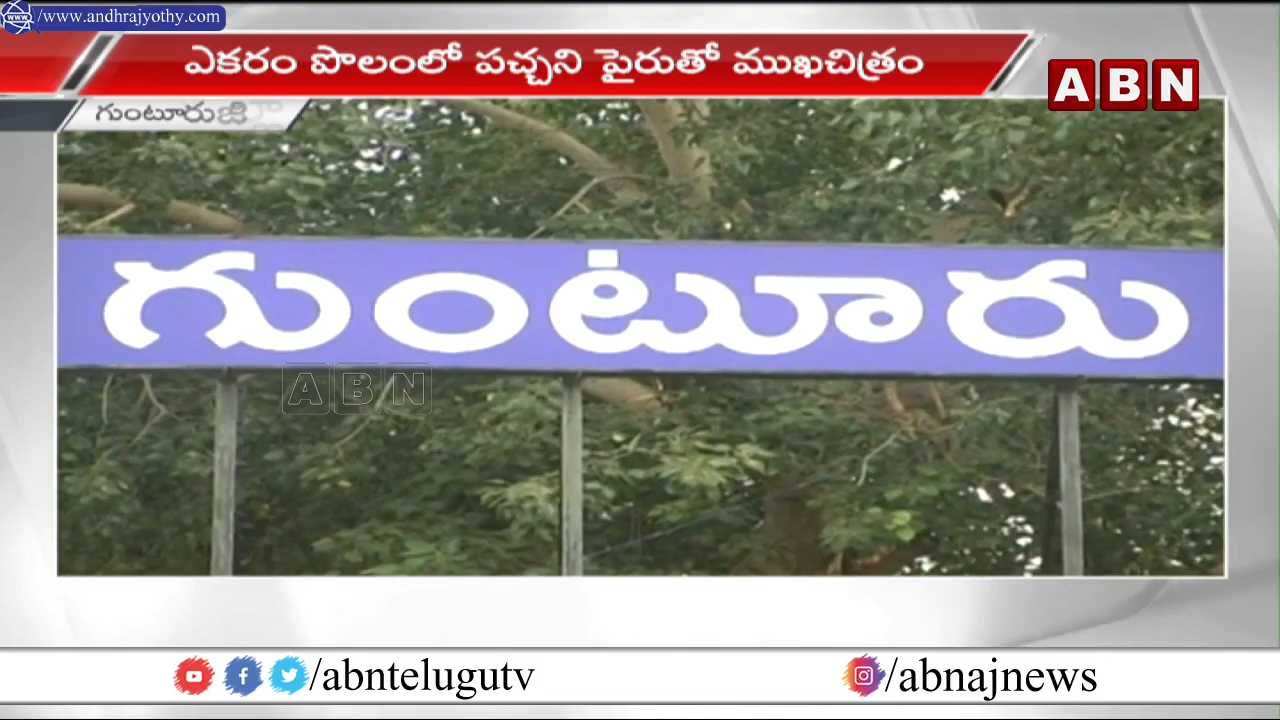 /www.andhrajyothy.com
ఎకరం పొలంలో పచ్చని పైరుతో ముఖచిత్రం
ABN
గుంటూరు
గుంటూరు
ABN
/abntelugutv
/abnajnews